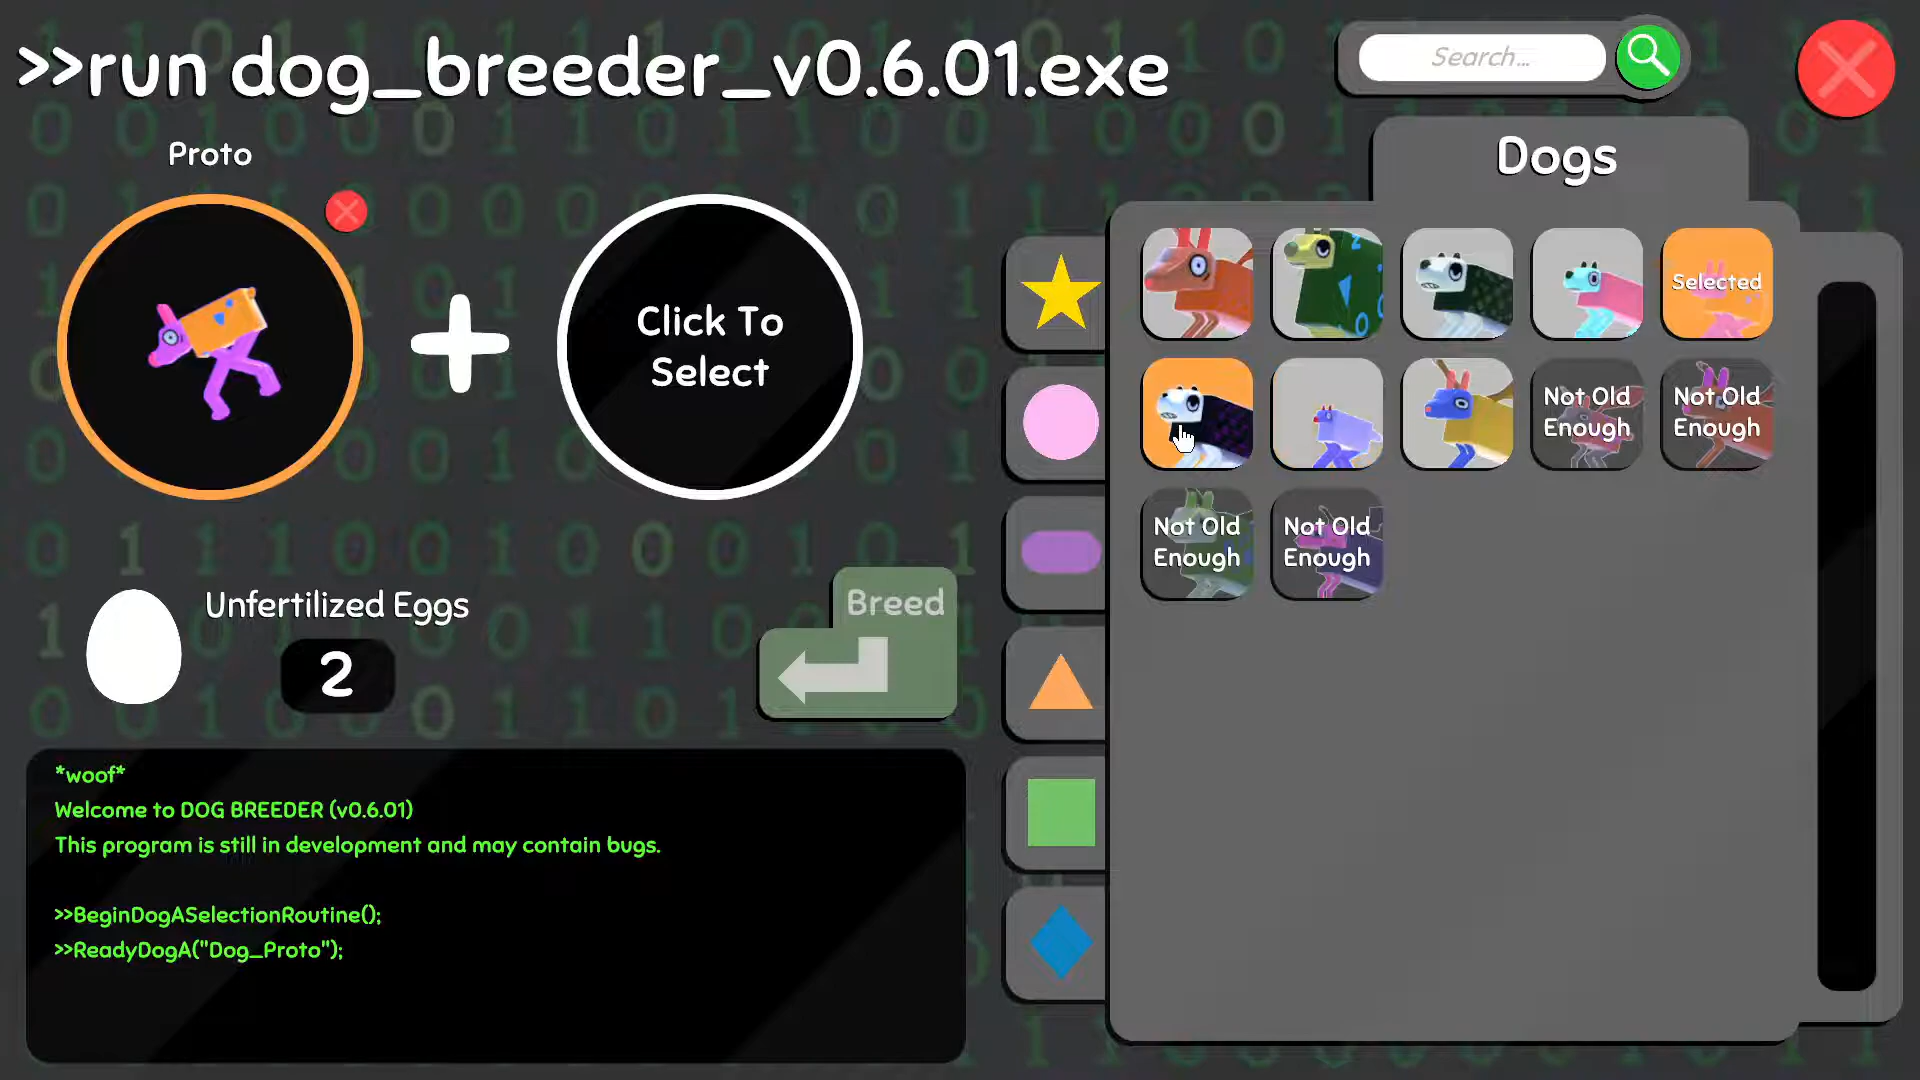 >>run dog_breeder_v0.6.01.exe
Search...
Proto
Dogs
Click To
Select
Selected
Not Old
Enough
Not Old
Enough
Not Old
Enough
Not Old
Enough
Unfertilized Eggs
2
Breed
*woof*
Welcome to DOG BREEDER (v0.6.01)
This program is still in development and may contain bugs.
>>BeginDogASelectionRoutine();
>>ReadyDogA("Dog_Proto");